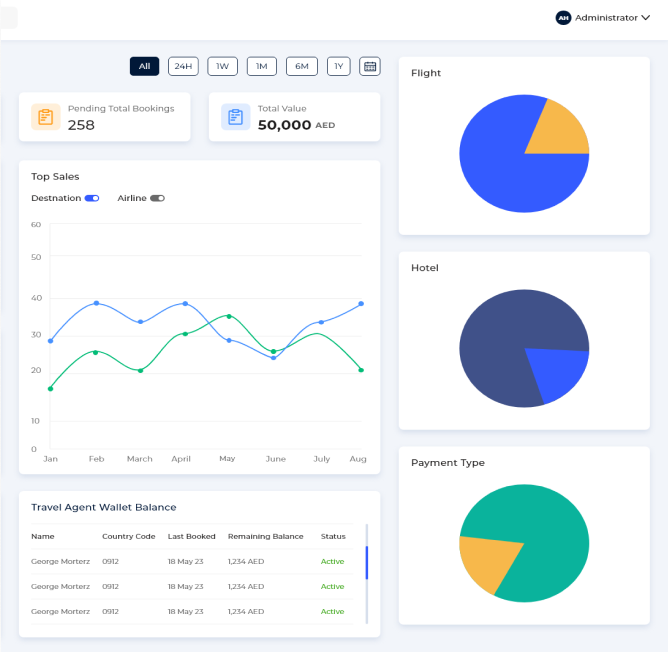 AH Administrator
All 24H 1W 1M 6M 1Y
Flight
Pending Total Bookings
258
Total Value
50,000 AED
Top Sales
Destnation Airline
60
50
40
30
20
10
0
Jan Feb March April May June July Aug
Hotel
Payment Type
Travel Agent Wallet Balance
Name Country Code Last Booked Remaining Balance Status
George Morterz 0912 18 May 23 1,234 AED Active
George Morterz 0912 18 May 23 1,234 AED Active
George Morterz 0912 18 May 23 1,234 AED Active